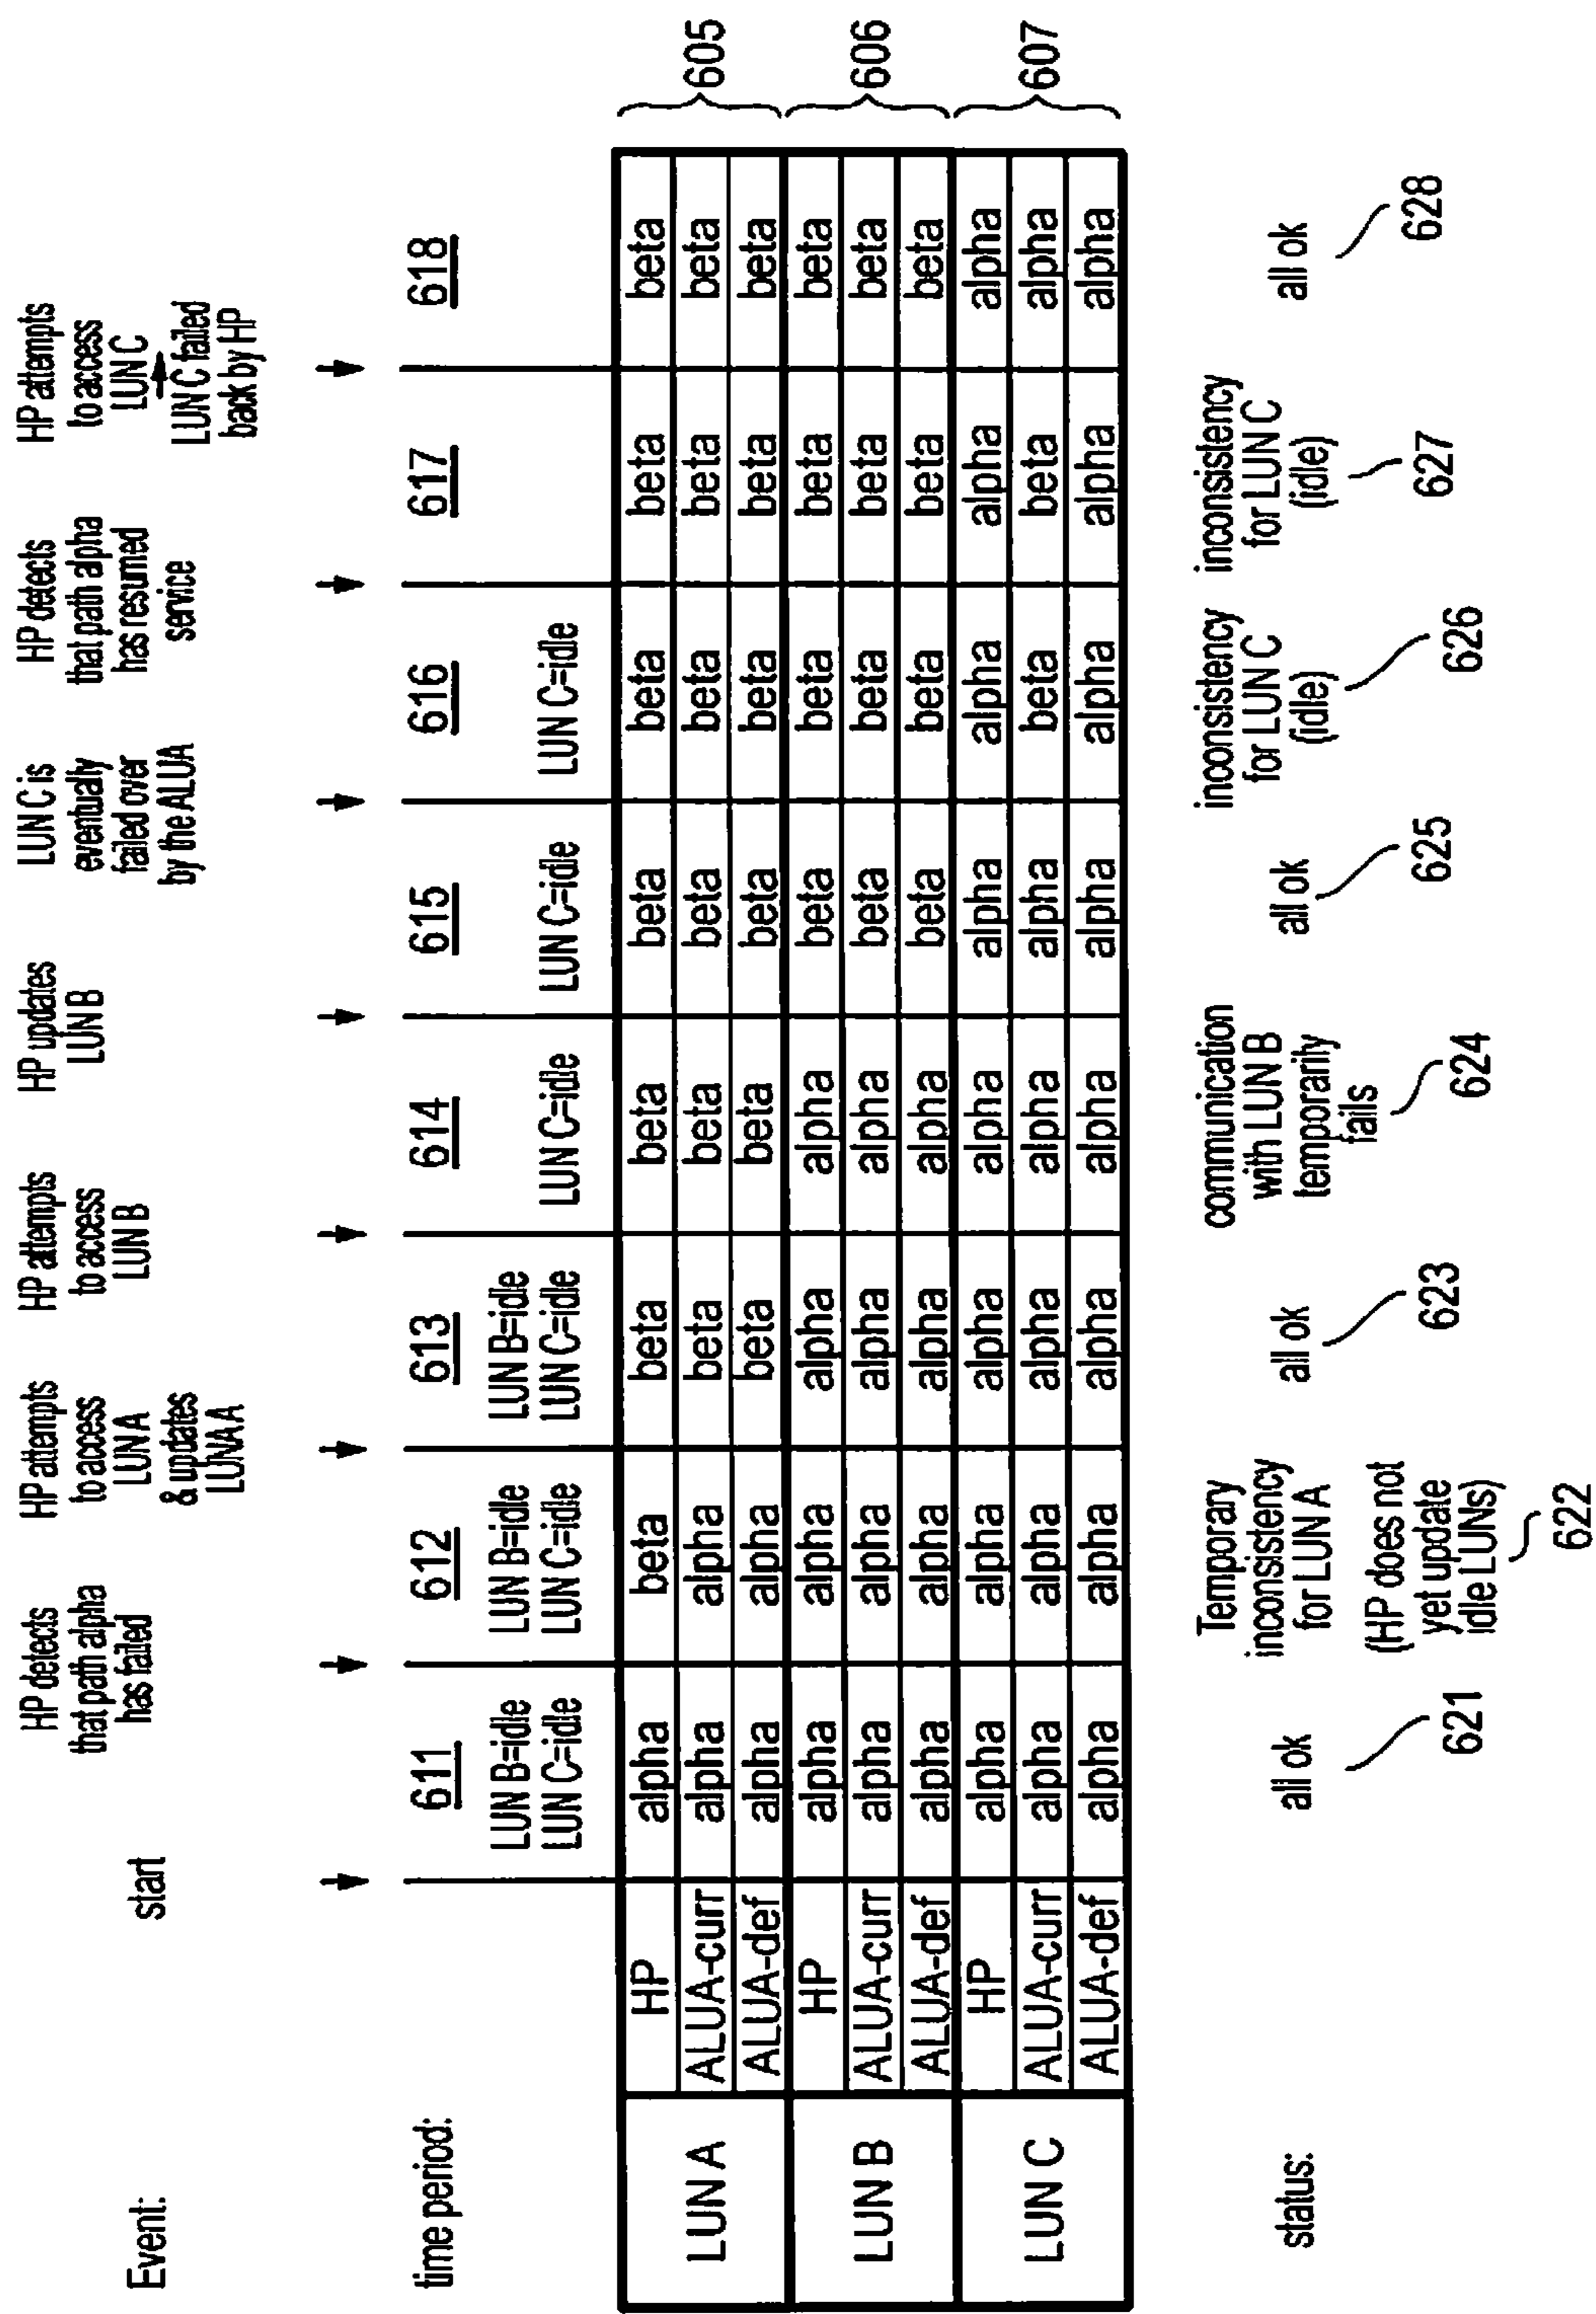 Event:
start
HP detects
that path alpha
has failed
HP attempts
to access
LUN A
& updates
LUNA A
HP attempts
to access
LUN B
HP updates
LUN B
LUN C is
eventually
failed over
by the ALUA
HP detects
that path alpha
has resumed
service
HP attempts
to access
LUN C
LUN C failed
back by HP
time period:
611
LUN B=idle
LUN C=idle
612
LUN B=idle
LUN C=idle
613
LUN B=idle
LUN C=idle
614
LUN C=idle
615
LUN C=idle
616
LUN C=idle
617
618
LUN A
HP alpha beta beta beta beta beta beta beta
ALUA-curr alpha alpha beta beta beta beta beta beta
ALUA-def alpha alpha beta beta beta beta beta beta
605
LUN B
HP alpha alpha alpha alpha beta beta beta beta
ALUA-curr alpha alpha alpha alpha beta beta beta beta
ALUA-def alpha alpha alpha alpha beta beta beta beta
606
LUN C
HP alpha alpha alpha alpha alpha alpha alpha alpha
ALUA-curr alpha alpha alpha alpha alpha beta beta alpha
ALUA-def alpha alpha alpha alpha alpha alpha alpha alpha
607
status:
all ok
621
Temporary
inconsistency
for LUN A
(HP does not
yet update
idle LUNs)
622
all ok
623
communication
with LUN B
temporarity
tails
624
all ok
625
inconsistency
for LUN C
(idle)
626
inconsistency
for LUN C
(idle)
627
all ok
628